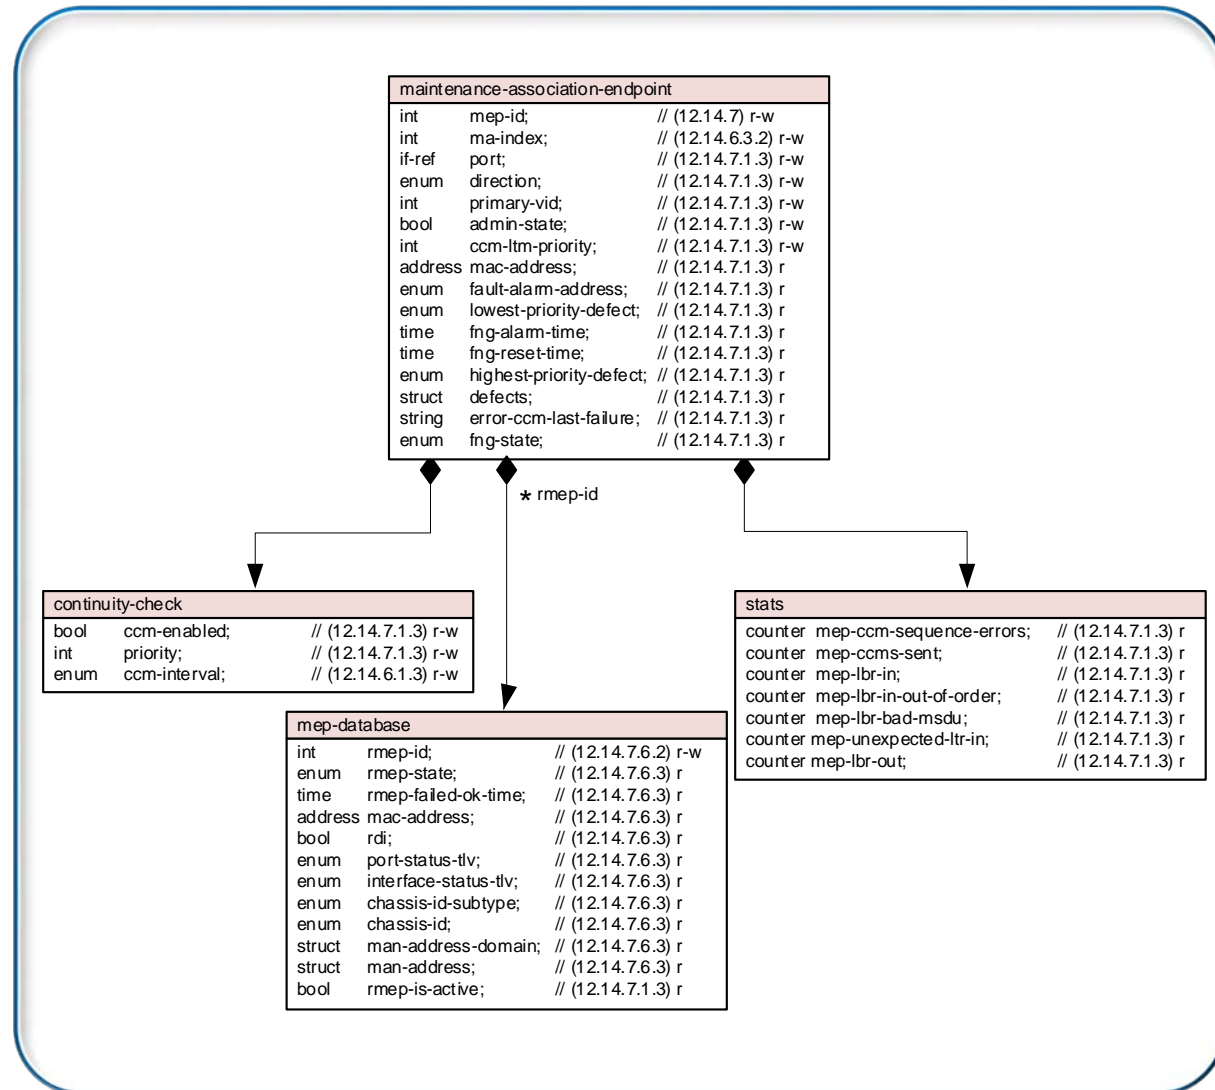 maintenance-association-endpoint
int mep-id; // (12.14.7) r-w
int ma-index; // (12.14.6.3.2) r-w
if-ref port; // (12.14.7.1.3) r-w
enum direction; // (12.14.7.1.3) r-w
int primary-vid; // (12.14.7.1.3) r-w
bool admin-state; // (12.14.7.1.3) r-w
int ccm-ltm-priority; // (12.14.7.1.3) r-w
address mac-address; // (12.14.7.1.3) r
enum fault-alarm-address; // (12.14.7.1.3) r
enum lowest-priority-defect; // (12.14.7.1.3) r
time fng-alarm-time; // (12.14.7.1.3) r
time fng-reset-time; // (12.14.7.1.3) r
enum highest-priority-defect; // (12.14.7.1.3) r
struct defects; // (12.14.7.1.3) r
string error-ccm-last-failure; // (12.14.7.1.3) r
enum fng-state; // (12.14.7.1.3) r
* rmep-id
continuity-check
bool ccm-enabled; // (12.14.7.1.3) r-w
int priority; // (12.14.7.1.3) r-w
enum ccm-interval; // (12.14.6.1.3) r-w
mep-database
int rmep-id; // (12.14.7.6.2) r-w
enum rmep-state; // (12.14.7.6.3) r
time rmep-failed-ok-time; // (12.14.7.6.3) r
address mac-address; // (12.14.7.6.3) r
bool rdi; // (12.14.7.6.3) r
enum port-status-tlv; // (12.14.7.6.3) r
enum interface-status-tlv; // (12.14.7.6.3) r
enum chassis-id-subtype; // (12.14.7.6.3) r
enum chassis-id; // (12.14.7.6.3) r
struct man-address-domain; // (12.14.7.6.3) r
struct man-address; // (12.14.7.6.3) r
bool rmep-is-active; // (12.14.7.1.3) r
stats
counter mep-ccm-sequence-errors; // (12.14.7.1.3) r
counter mep-ccms-sent; // (12.14.7.1.3) r
counter mep-lbr-in; // (12.14.7.1.3) r
counter mep-lbr-in-out-of-order; // (12.14.7.1.3) r
counter mep-lbr-bad-msdu; // (12.14.7.1.3) r
counter mep-unexpected-ltr-in; // (12.14.7.1.3) r
counter mep-lbr-out; // (12.14.7.1.3) r